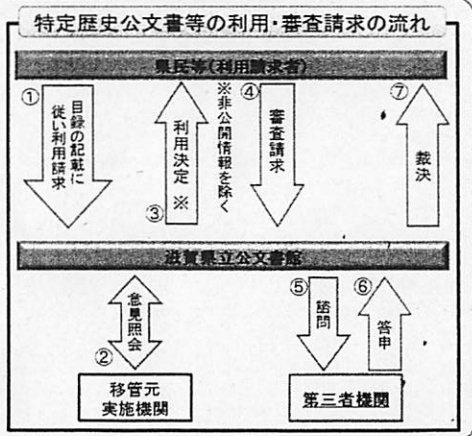 特定歴史公文書等の利用・審査請求の流れ
県民等(利用請求者)
①
目録の記載に
従い利用請求
③
利用決定 ※
※非公開情報を除く
④
審査請求
⑦
裁決
滋賀県立公文書館
②
意見照会
移管元
実施機関
⑤
諮問
⑥
答申
第三者機関